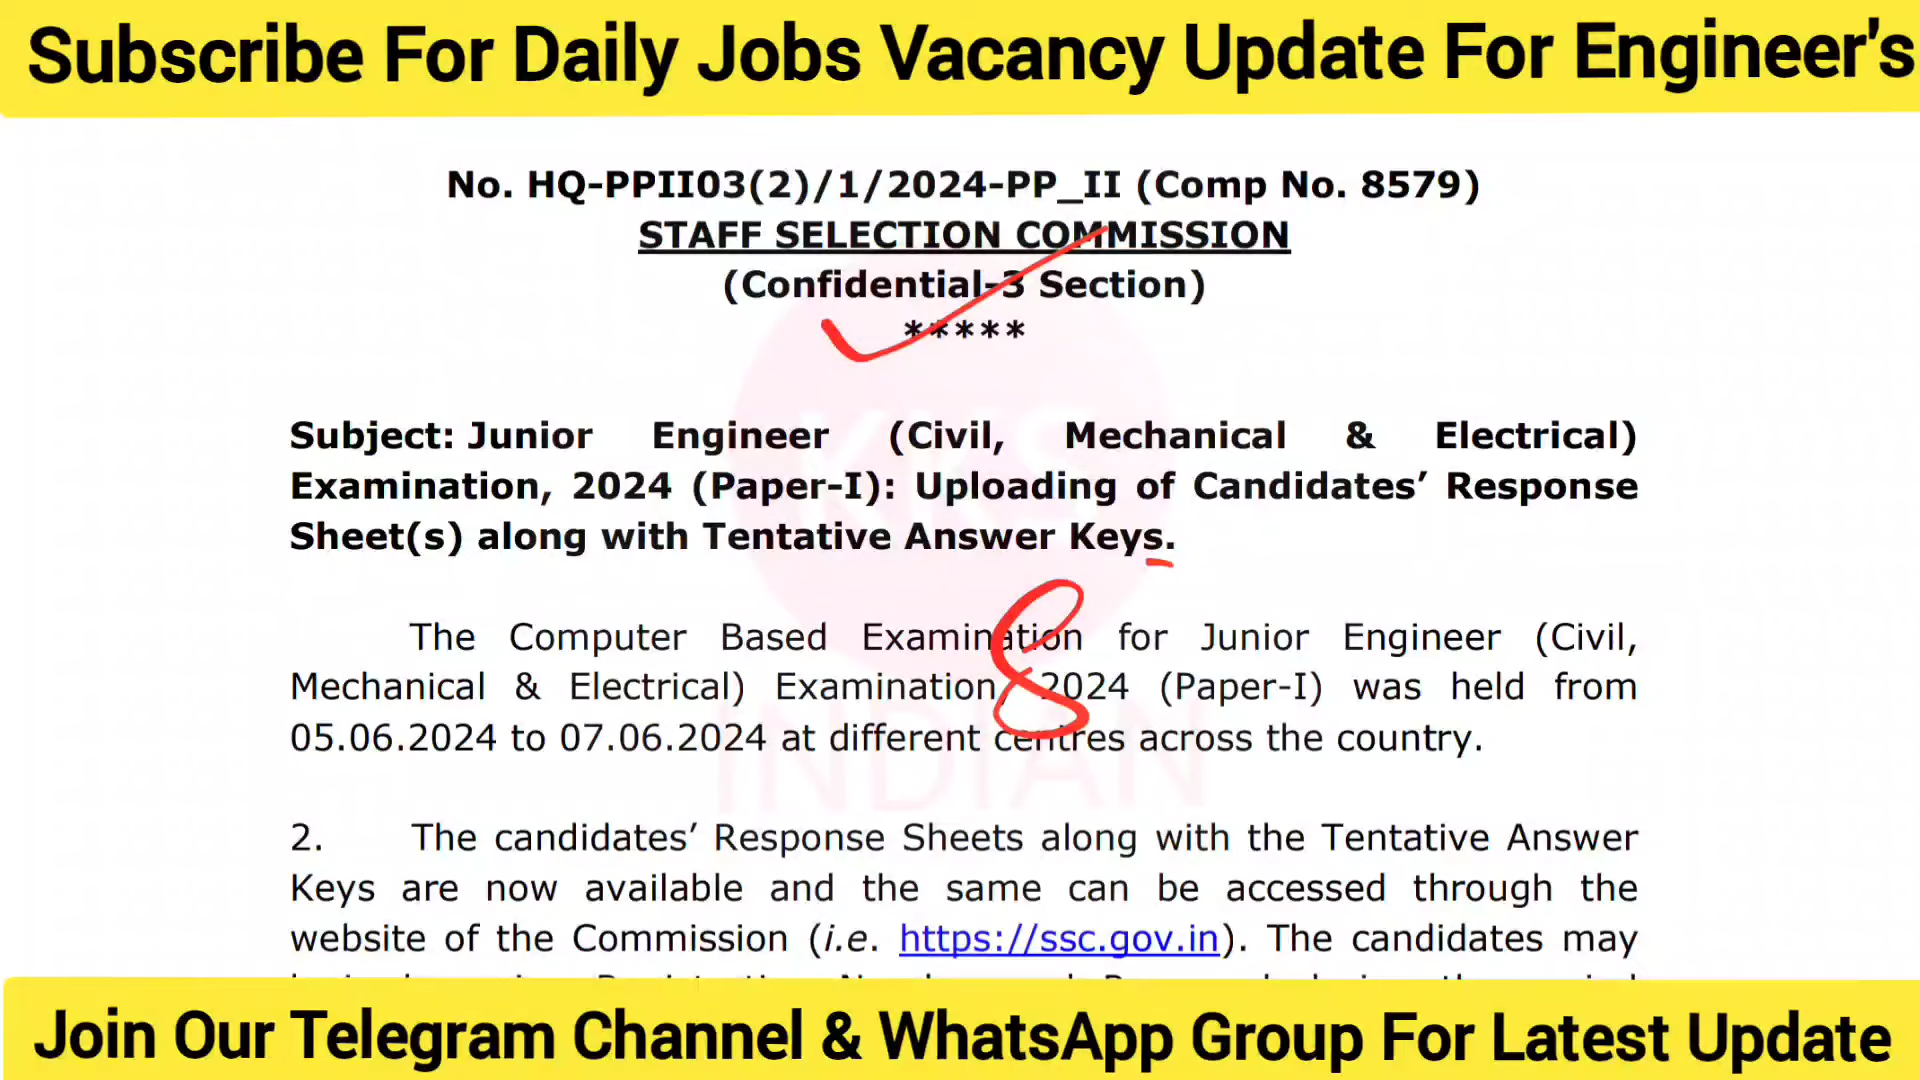 Subscribe For Daily Jobs Vacancy Update For Engineer's
No. HQ-PPII03(2)/1/2024-PP_II (Comp No. 8579)
STAFF SELECTION COMMISSION
(Confidential-3 Section)
*****
Subject: Junior Engineer (Civil, Mechanical & Electrical)
Examination, 2024 (Paper-I): Uploading of Candidates’ Response
Sheet(s) along with Tentative Answer Keys.
8
The Computer Based Examination for Junior Engineer (Civil,
Mechanical & Electrical) Examination, 2024 (Paper-I) was held from
05.06.2024 to 07.06.2024 at different centres across the country.
KKS
INDIAN
2. The candidates’ Response Sheets along with the Tentative Answer
Keys are now available and the same can be accessed through the
website of the Commission (i.e. https://ssc.gov.in). The candidates may
Join Our Telegram Channel & WhatsApp Group For Latest Update